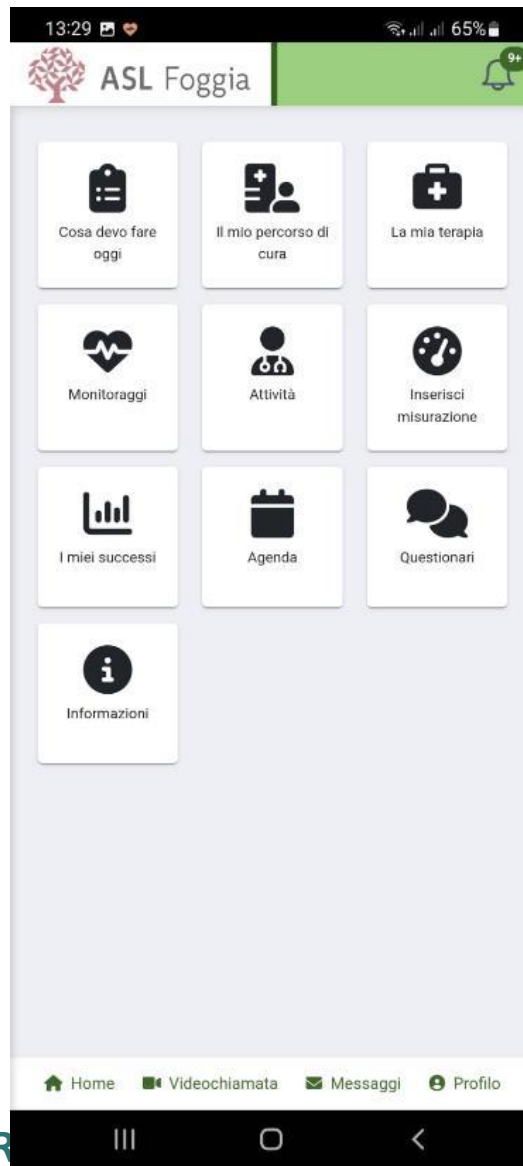 13:29
65%
ASL Foggia
9+
Cosa devo fare
oggi
Il mio percorso di
cura
La mia terapia
Monitoraggi
Attività
Inserisci
misurazione
I miei successi
Agenda
Questionari
Informazioni
Home
Videochiamata
Messaggi
Profilo
R